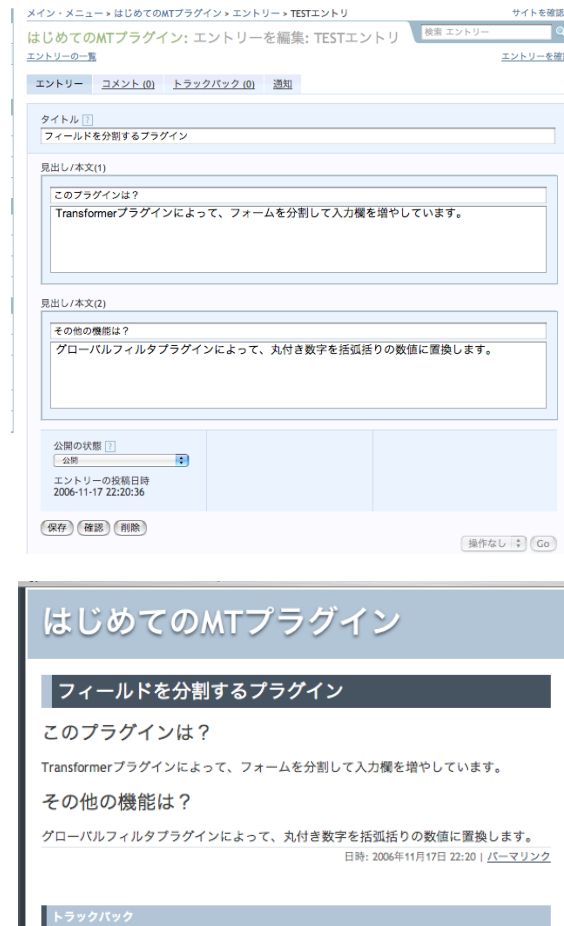 メイン・メニュー » はじめてのMTプラグイン » エントリー » TESTエントリ サイトを確認
はじめてのMTプラグイン: エントリーを編集: TESTエントリ 検索 エントリー
エントリーの一覧 エントリーを確認
エントリー コメント (0) トラックバック (0) 通知
タイトル ?
フィールドを分割するプラグイン
見出し/本文(1)
このプラグインは？
Transformerプラグインによって、フォームを分割して入力欄を増やしています。
見出し/本文(2)
その他の機能は？
グローバルフィルタプラグインによって、丸付き数字を括弧括りの数値に置換します。
公開の状態 ?
公開
エントリーの投稿日時
2006-11-17 22:20:36
保存 確認 削除
操作なし Go
はじめてのMTプラグイン
フィールドを分割するプラグイン
このプラグインは？
Transformerプラグインによって、フォームを分割して入力欄を増やしています。
その他の機能は？
グローバルフィルタプラグインによって、丸付き数字を括弧括りの数値に置換します。
日時: 2006年11月17日 22:20 | パーマリンク
トラックバック